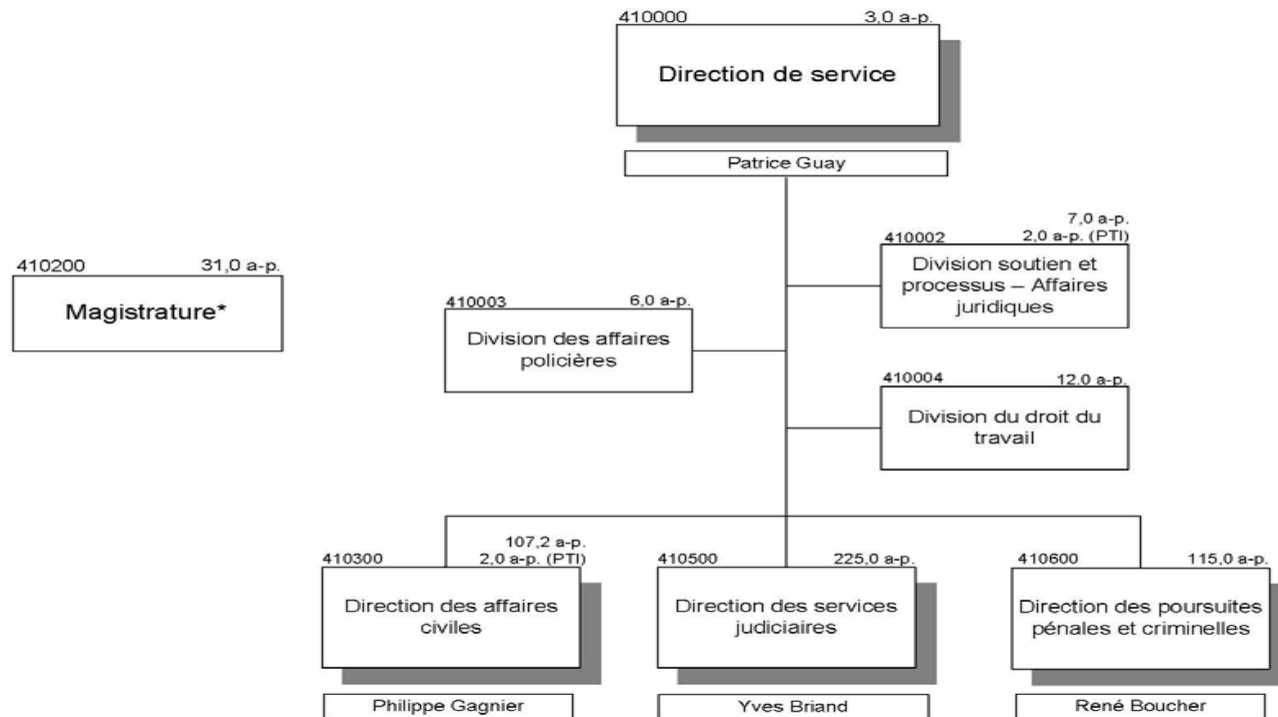 410000 3,0 a-p.
Direction de service
Patrice Guay
7,0 a-p.
410002 2,0 a-p. (PTI)
Division soutien et
processus – Affaires
juridiques
410200 31,0 a-p.
Magistrature*
410003 6,0 a-p.
Division des affaires
policières
410004 12,0 a-p.
Division du droit du
travail
107,2 a-p.
410300 2,0 a-p. (PTI)
Direction des affaires
civiles
Philippe Gagnier
410500 225,0 a-p.
Direction des services
judiciaires
Yves Briand
410600 115,0 a-p.
Direction des poursuites
pénales et criminelles
René Boucher